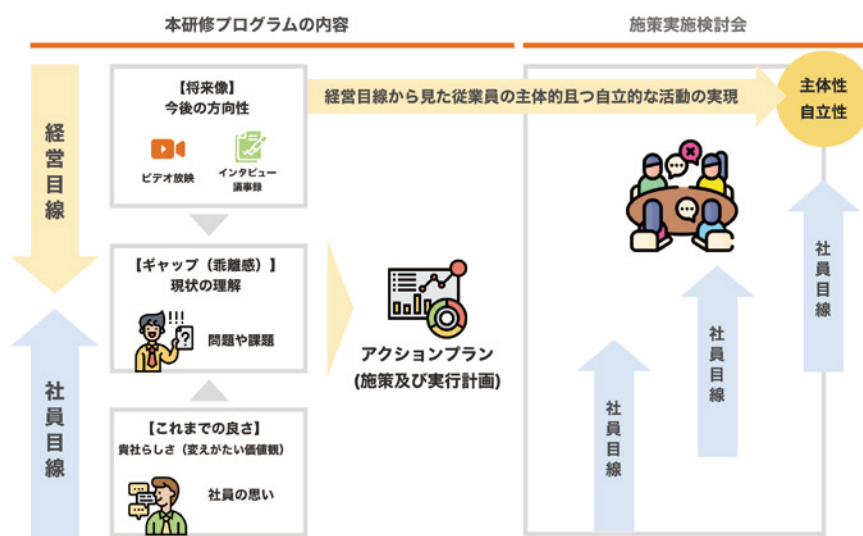 本研修プログラムの内容
施策実施検討会
経営目線
社員目線
【将来像】
今後の方向性
ビデオ放映
インタビュー
議事録
経営目線から見た従業員の主体的且つ自立的な活動の実現
主体性
自立性
【ギャップ（乖離感）】
現状の理解
!!!
?
問題や課題
アクションプラン
(施策及び実行計画)
【これまでの良さ】
貴社らしさ（変えがたい価値観）
社員の思い
社員目線
社員目線
社員目線